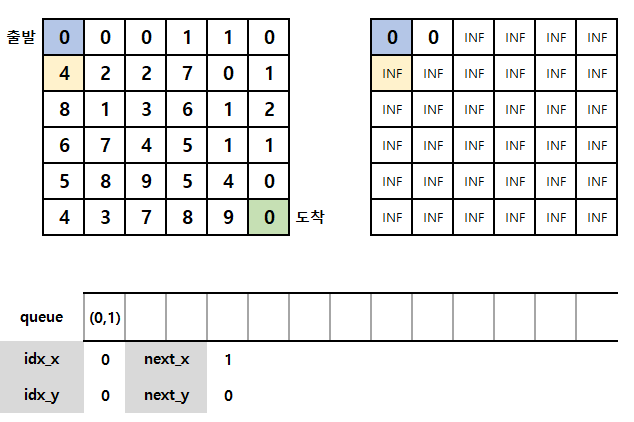 출발 0 0 0 1 1 0 0 0 INF INF INF INF
4 2 2 7 0 1 INF INF INF INF INF INF
8 1 3 6 1 2 INF INF INF INF INF INF
6 7 4 5 1 1 INF INF INF INF INF INF
5 8 9 5 4 0 INF INF INF INF INF INF
4 3 7 8 9 0 도착 INF INF INF INF INF INF
queue (0,1)
idx_x 0 next_x 1
idx_y 0 next_y 0